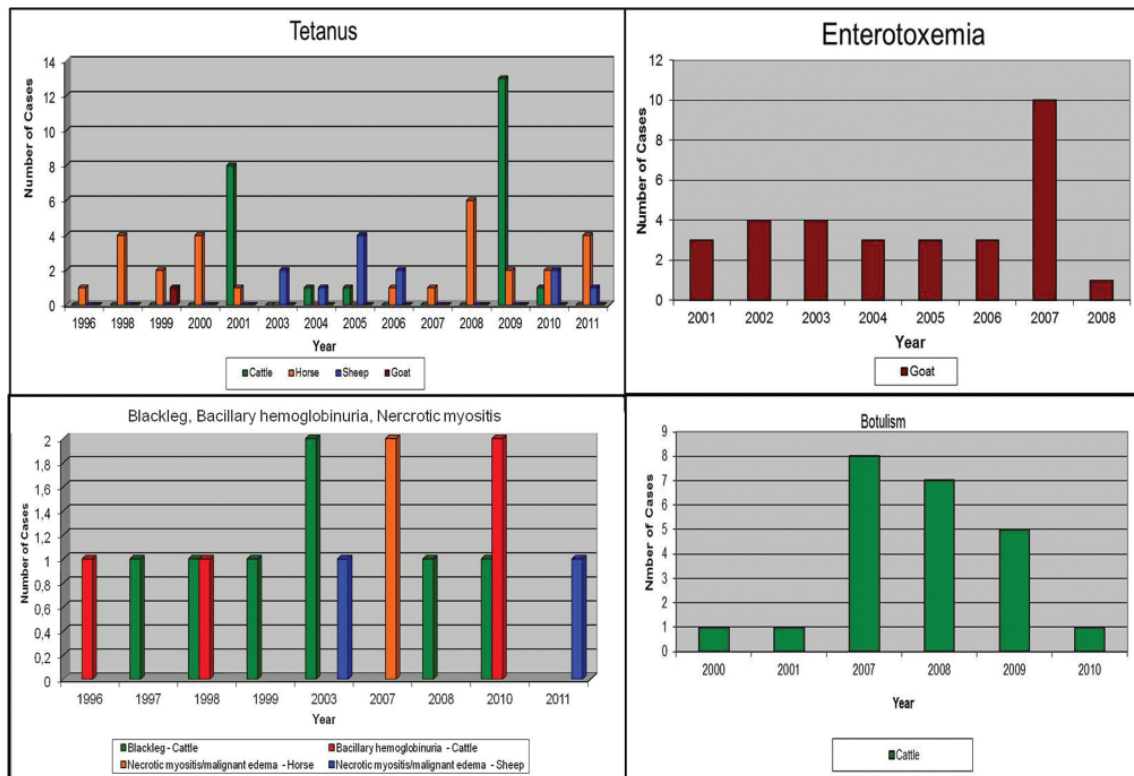 Tetanus
Number of Cases
14
12
10
8
6
4
2
0
1996 1998 1999 2000 2001 2003 2004 2005 2006 2007 2008 2009 2010 2011
Year
Cattle Horse Sheep Goat
Enterotoxemia
Number of Cases
12
10
8
6
4
2
0
2001 2002 2003 2004 2005 2006 2007 2008
Year
Goat
Blackleg, Bacillary hemoglobinuria, Nercrotic myositis
Number of Cases
2
1,8
1,6
1,4
1,2
1
0,8
0,6
0,4
0,2
0
1996 1997 1998 1999 2003 2007 2008 2010 2011
Year
Blackleg - Cattle Bacillary hemoglobinuria - Cattle
Necrotic myositis/malignant edema - Horse Necrotic myositis/malignant edema - Sheep
Botulism
Nmber of Cases
9
8
7
6
5
4
3
2
1
0
2000 2001 2007 2008 2009 2010
Year
Cattle